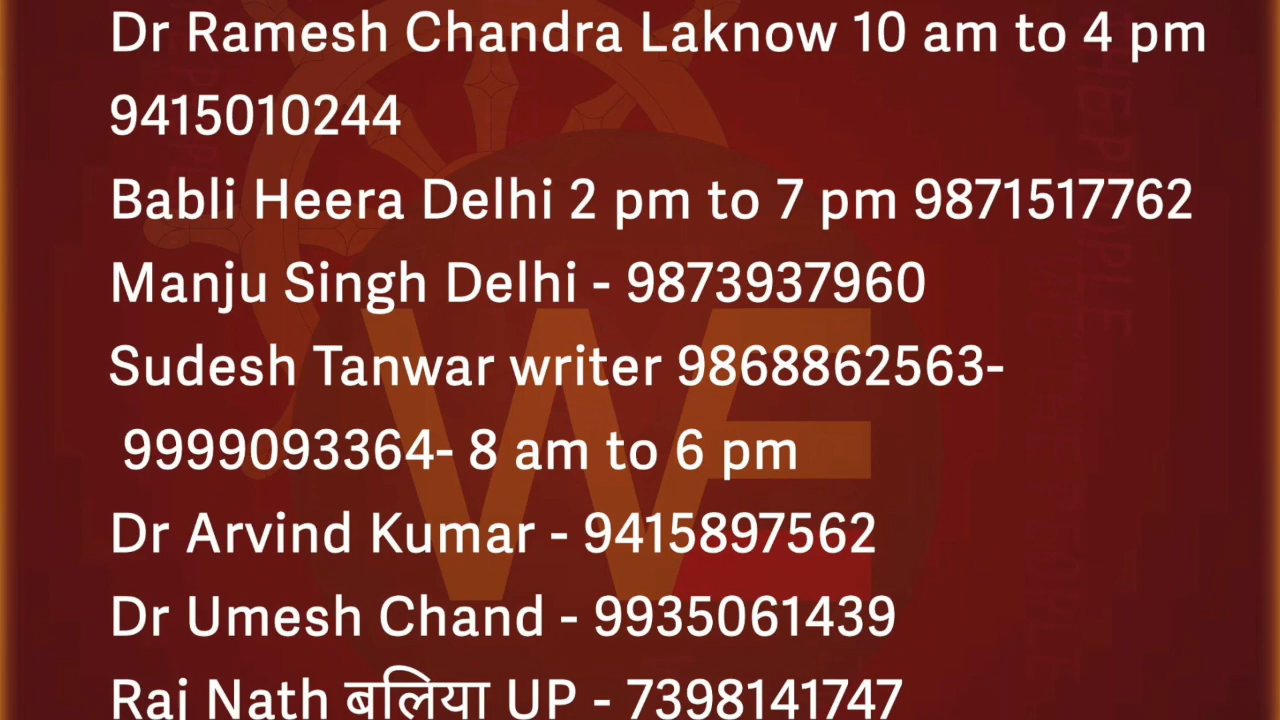 Dr Ramesh Chandra Laknow 10 am to 4 pm
9415010244
Babli Heera Delhi 2 pm to 7 pm 9871517762
Manju Singh Delhi - 9873937960
Sudesh Tanwar writer 9868862563-
9999093364- 8 am to 6 pm
Dr Arvind Kumar - 9415897562
Dr Umesh Chand - 9935061439
Raj Nath बलिया UP - 7398141747
WE